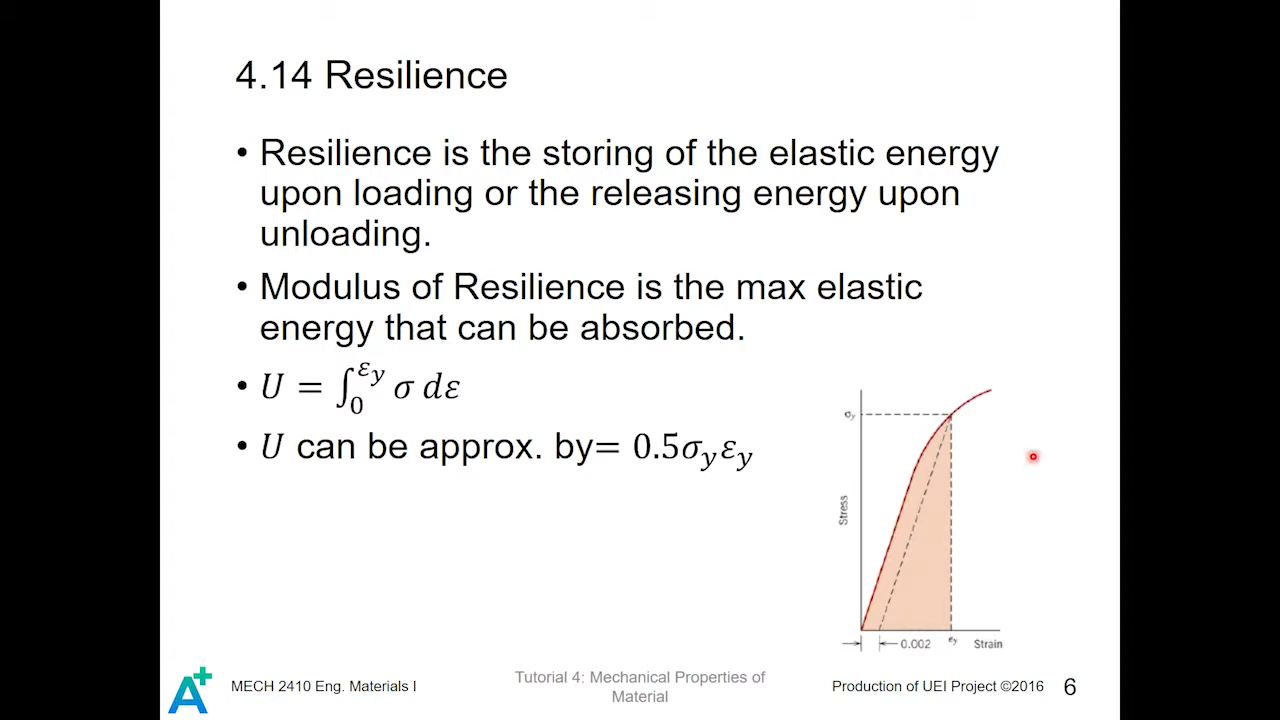 4.14 Resilience
• Resilience is the storing of the elastic energy
upon loading or the releasing energy upon
unloading.
• Modulus of Resilience is the max elastic
energy that can be absorbed.
• 𝑈 = ∫₀^{𝜀𝑦} 𝜎 𝑑𝜀
• 𝑈 can be approx. by= 0.5𝜎𝑦𝜀𝑦
σy
Stress
0.002
εy
Strain
A+
MECH 2410 Eng. Materials I
Tutorial 4: Mechanical Properties of
Material
Production of UEI Project ©2016
6